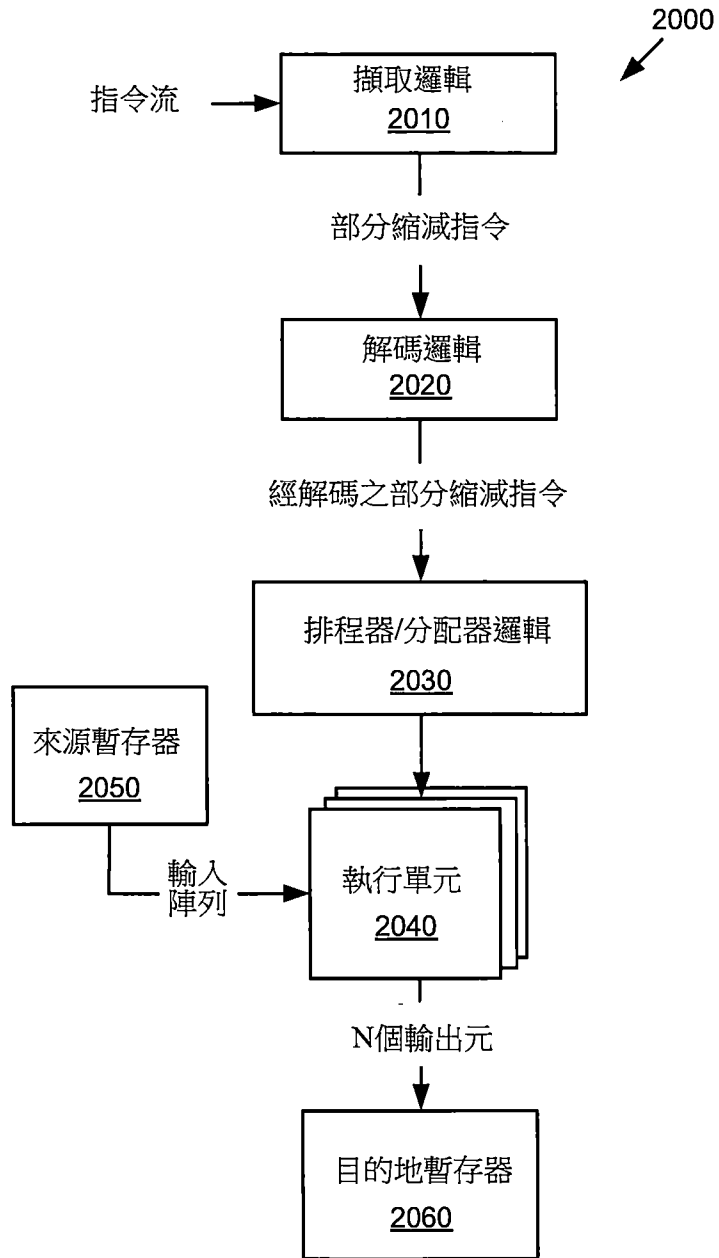 2000
指令流
擷取邏輯
2010
部分縮減指令
解碼邏輯
2020
經解碼之部分縮減指令
排程器/分配器邏輯
2030
來源暫存器
2050
輸入
陣列
執行單元
2040
N個輸出元
目的地暫存器
2060